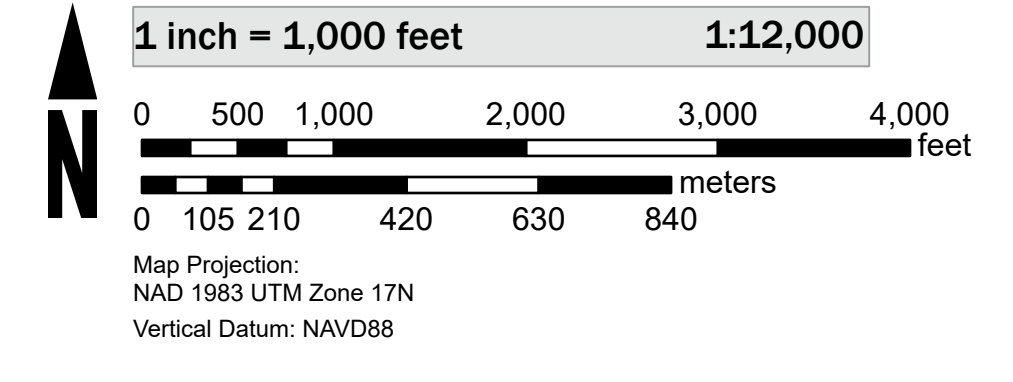 1 inch = 1,000 feet 1:12,000
0 500 1,000 2,000 3,000 4,000
feet
meters
0 105 210 420 630 840
N
Map Projection:
NAD 1983 UTM Zone 17N
Vertical Datum: NAVD88